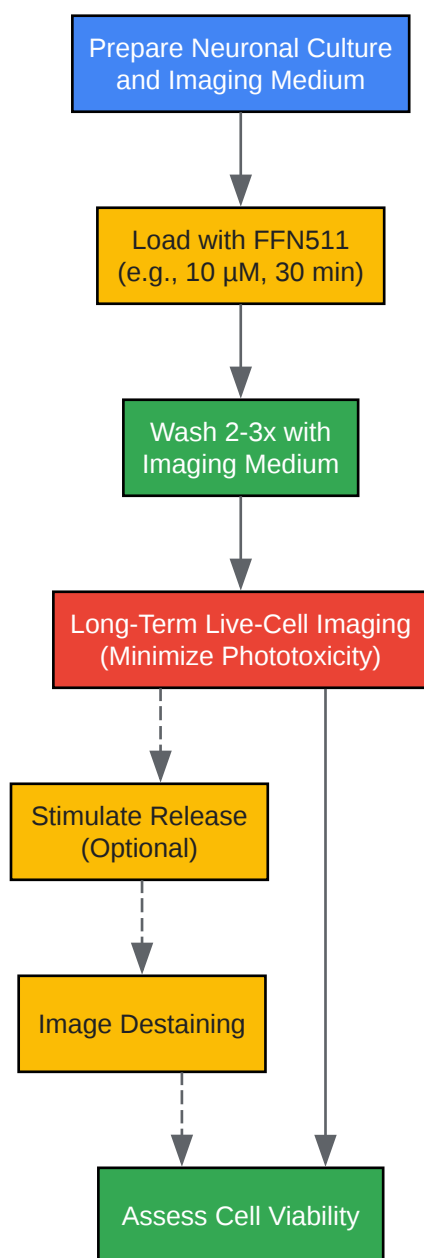 Prepare Neuronal Culture
and Imaging Medium
Load with FFN511
(e.g., 10 µM, 30 min)
Wash 2-3x with
Imaging Medium
Long-Term Live-Cell Imaging
(Minimize Phototoxicity)
Stimulate Release
(Optional)
Image Destaining
Assess Cell Viability